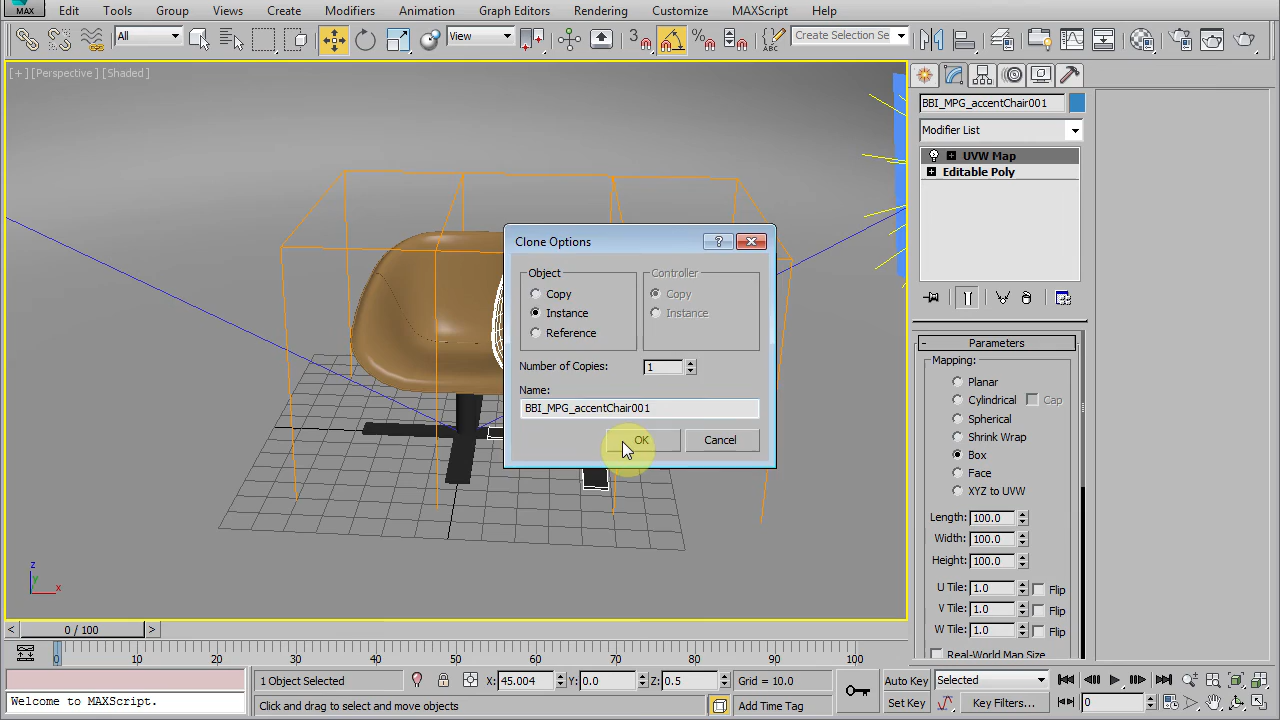 MAX
Edit Tools Group Views Create Modifiers Animation Graph Editors Rendering Customize MAXScript Help
All View 3 Create Selection Se
[+] [Perspective] [Shaded]
BBI_MPG_accentChair001
Modifier List
UVW Map
Editable Poly
Clone Options
Object
Copy
Instance
Reference
Controller
Copy
Instance
Number of Copies: 1
Name:
BBI_MPG_accentChair001
OK Cancel
Parameters
Mapping:
Planar
Cylindrical Cap
Spherical
Shrink Wrap
Box
Face
XYZ to UVW
Length: 100.0
Width: 100.0
Height: 100.0
U Tile: 1.0 Flip
V Tile: 1.0 Flip
W Tile: 1.0 Flip
Real-World Map Size
z
y
x
< 0 / 100 >
0 10 20 30 40 50 60 70 80 90 100
1 Object Selected X: 45.004 Y: 0.0 Z: 0.5 Grid = 10.0 Auto Key Selected
Welcome to MAXScript. Click and drag to select and move objects Add Time Tag Set Key Key Filters... 0